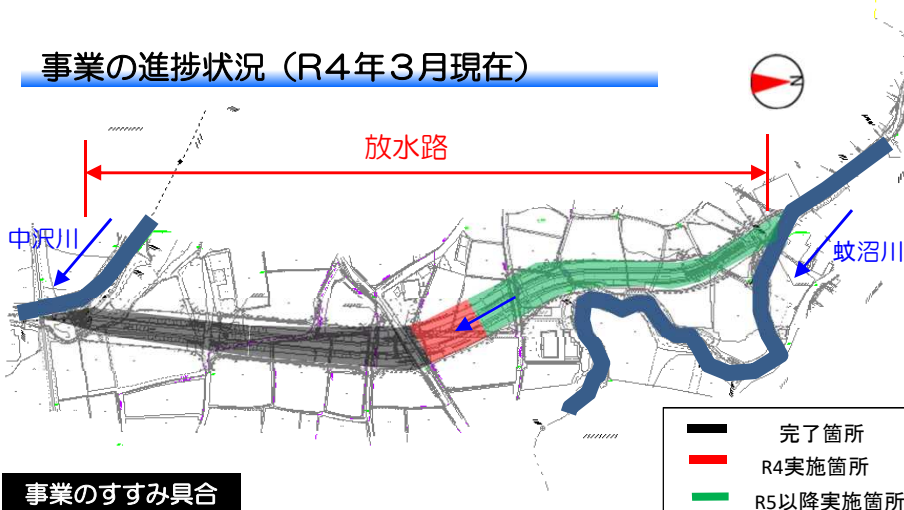 事業の進捗状況（R4年3月現在）
N
放水路
中沢川
蚊沼川
完了箇所
R4実施箇所
R5以降実施箇所
事業のすすみ具合